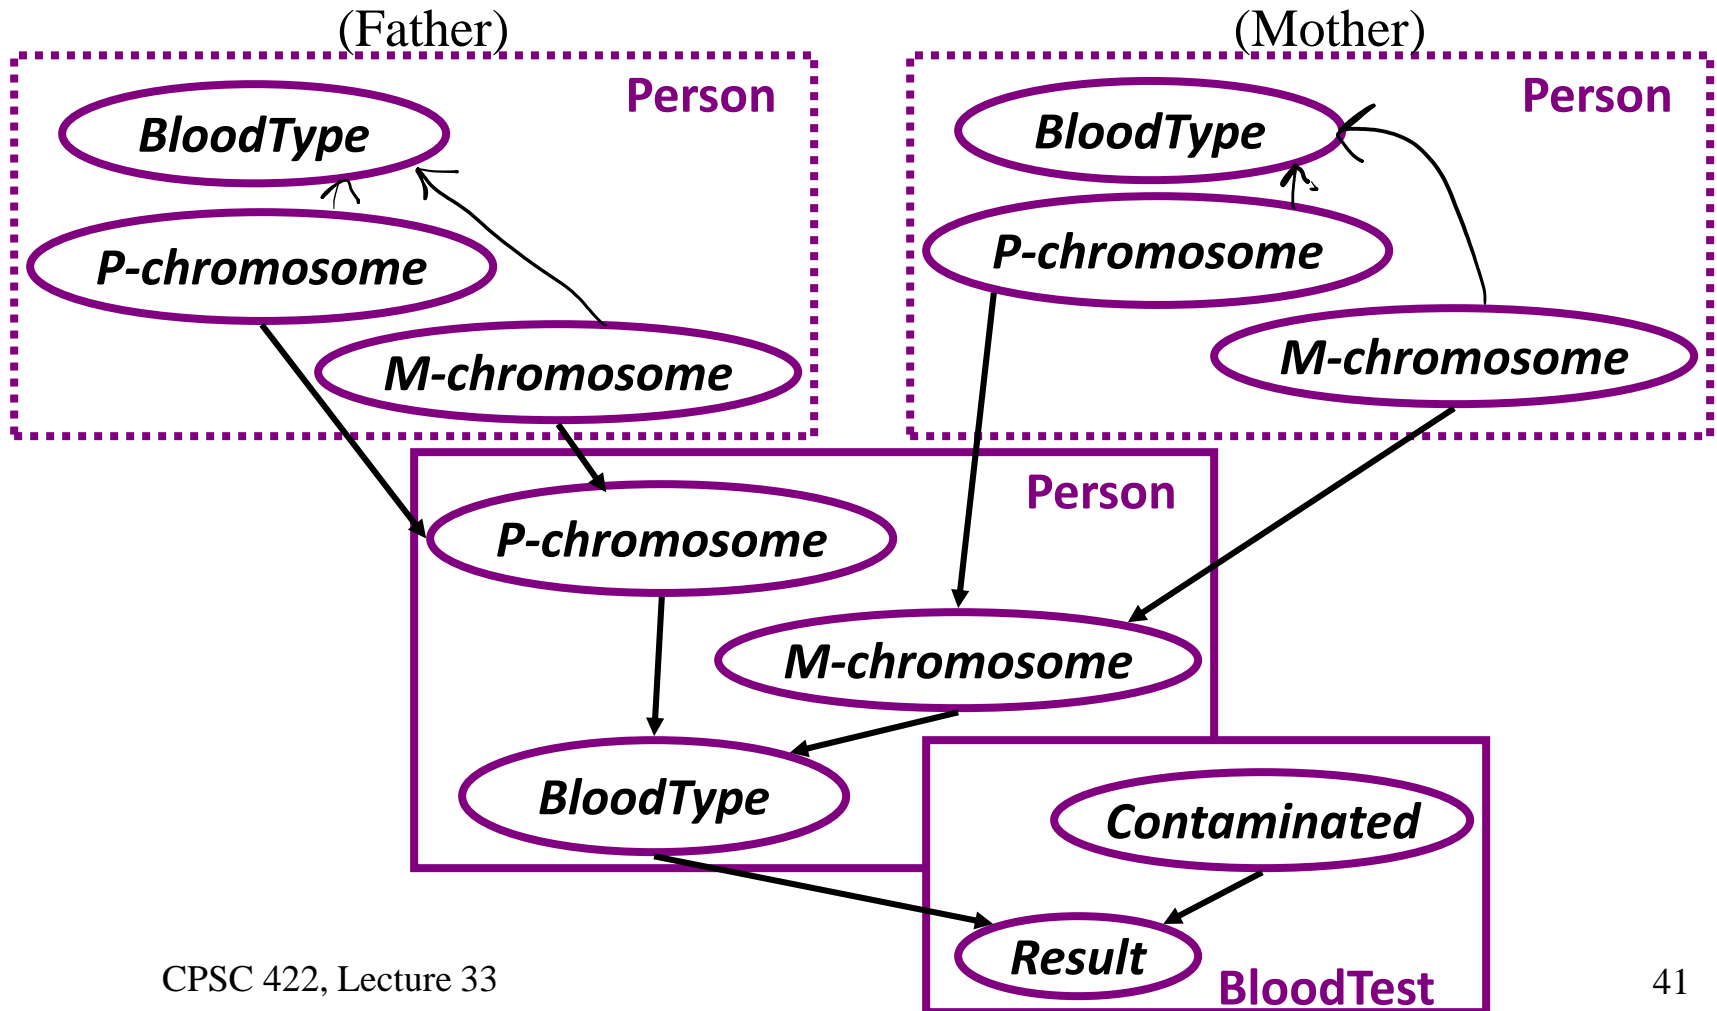 (Father)
(Mother)
Person
BloodType
P-chromosome
M-chromosome
Person
BloodType
P-chromosome
M-chromosome
Person
P-chromosome
M-chromosome
BloodType
Contaminated
Result
BloodTest
CPSC 422, Lecture 33
41